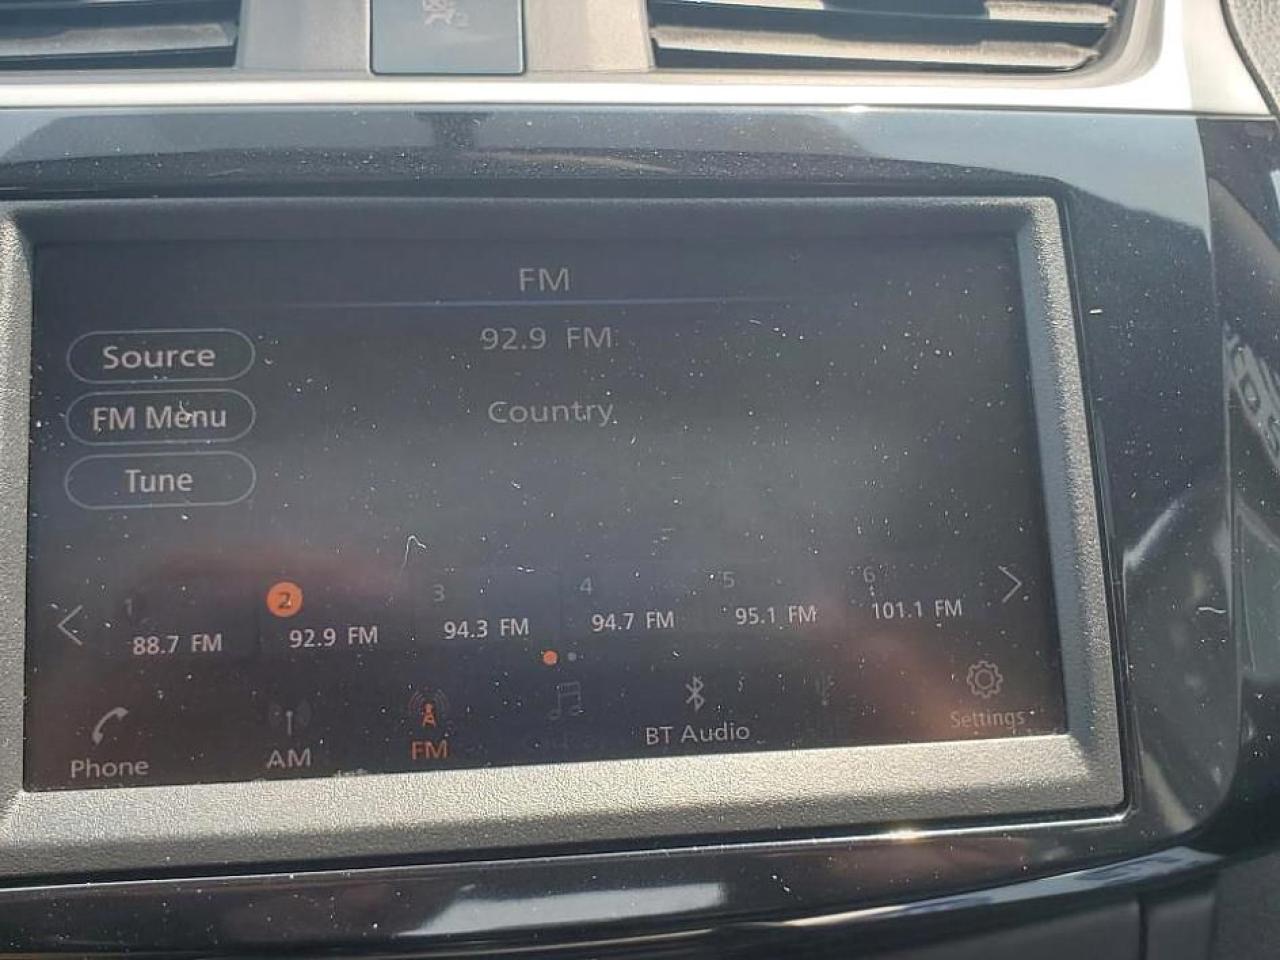 FM
92.9 FM
Source
FM Menu
Country
Tune
1
2
3
4
5
6
88.7 FM
92.9 FM
94.3 FM
94.7 FM
95.1 FM
101.1 FM
Phone
AM
FM
BT Audio
Settings